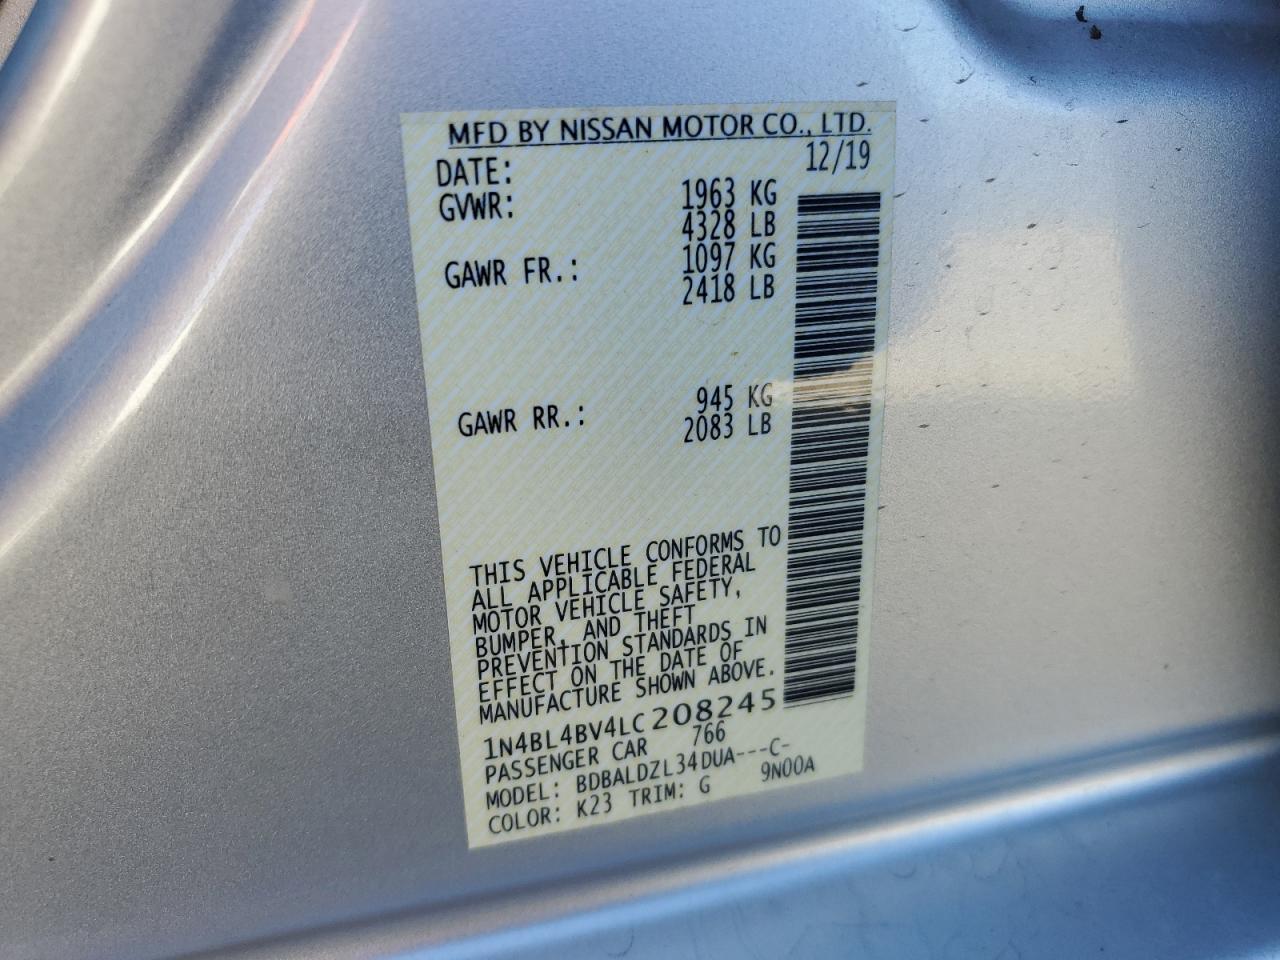 MFD BY NISSAN MOTOR CO., LTD.
DATE: 12/19
GVWR: 1963 KG
4328 LB
GAWR FR.: 1097 KG
2418 LB
GAWR RR.: 945 KG
2083 LB
THIS VEHICLE CONFORMS TO
ALL APPLICABLE FEDERAL
MOTOR VEHICLE SAFETY,
BUMPER, AND THEFT
PREVENTION STANDARDS IN
EFFECT ON THE DATE OF
MANUFACTURE SHOWN ABOVE.
1N4BL4BV4LC208245
PASSENGER CAR 766
MODEL: BDBALDZL34DUA---C-
COLOR: K23 TRIM: G 9N00A